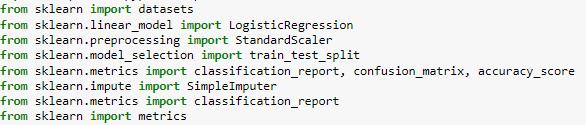 from sklearn import datasets
from sklearn.linear_model import LogisticRegression
from sklearn.preprocessing import StandardScaler
from sklearn.model_selection import train_test_split
from sklearn.metrics import classification_report, confusion_matrix, accuracy_score
from sklearn.impute import SimpleImputer
from sklearn.metrics import classification_report
from sklearn import metrics